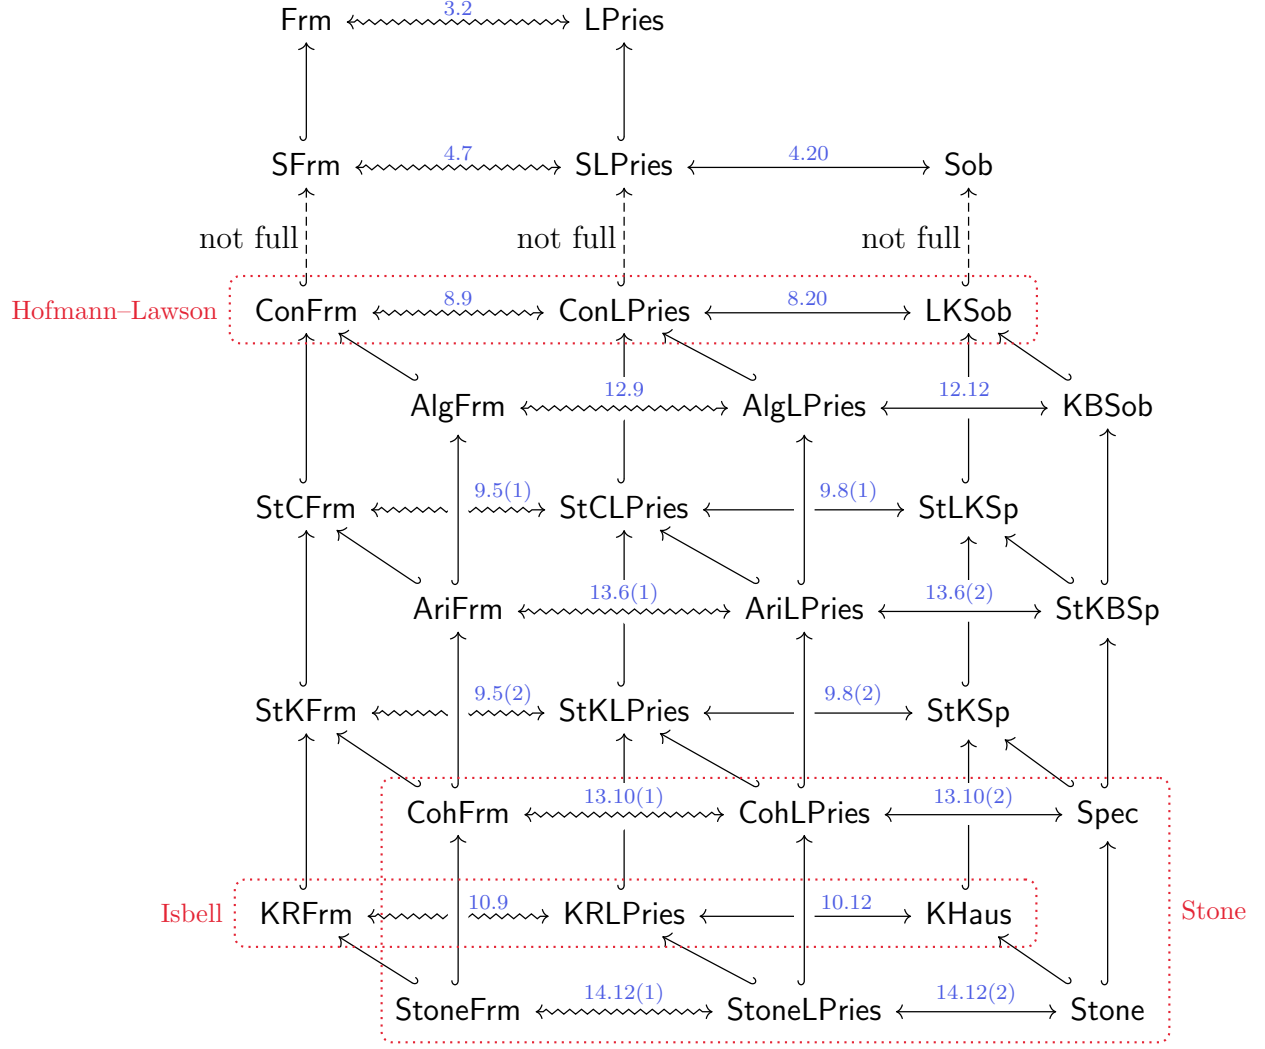 Frm 3.2 LPries
SFrm 4.7 SLPries 4.20 Sob
not full not full not full
Hofmann–Lawson ConFrm 8.9 ConLPries 8.20 LKSob
AlgFrm 12.9 AlgLPries 12.12 KBSob
StCFrm 9.5(1) StCLPries 9.8(1) StLKSp
AriFrm 13.6(1) AriLPries 13.6(2) StKBSp
StKFrm 9.5(2) StKLPries 9.8(2) StKSp
CohFrm 13.10(1) CohLPries 13.10(2) Spec
Isbell KRFrm 10.9 KRLPries 10.12 KHaus Stone
StoneFrm 14.12(1) StoneLPries 14.12(2) Stone